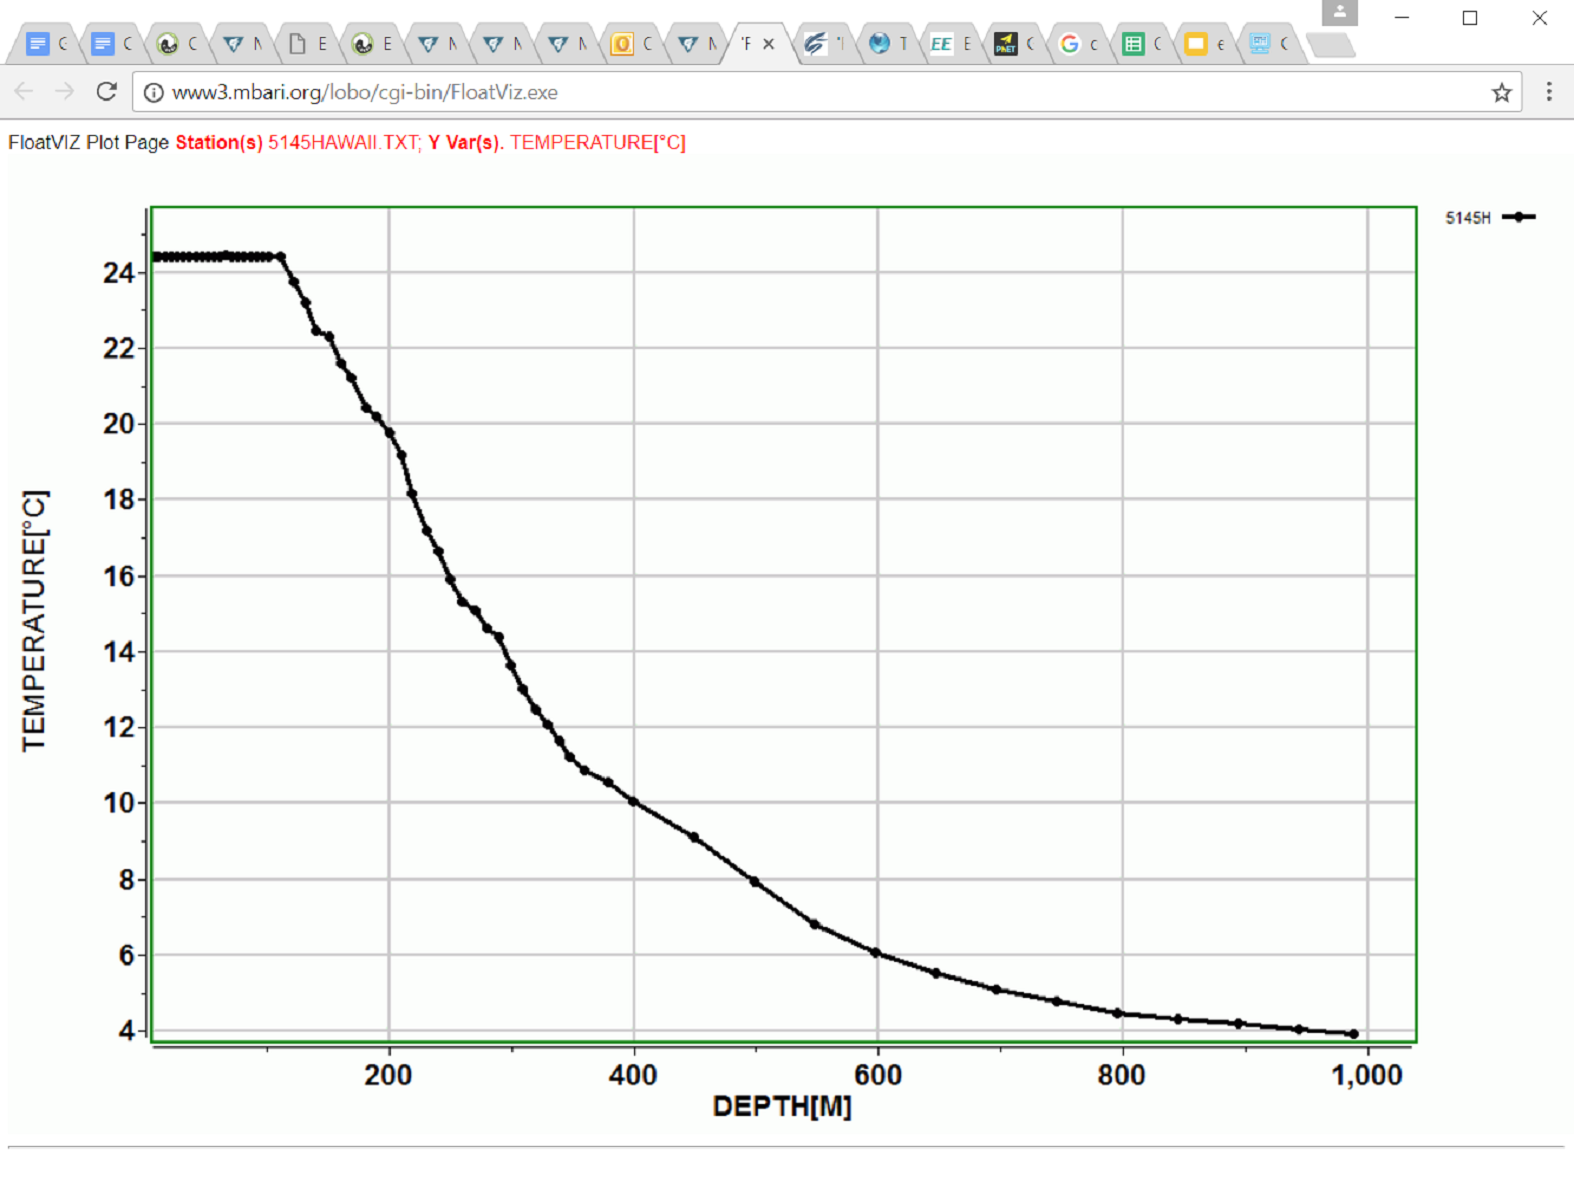 www3.mbari.org/lobo/cgi-bin/FloatViz.exe
FloatVIZ Plot Page Station(s) 5145HAWAII.TXT; Y Var(s). TEMPERATURE[°C]
5145H
24
22
20
18
16
14
12
10
8
6
4
TEMPERATURE[°C]
200 400 600 800 1,000
DEPTH[M]